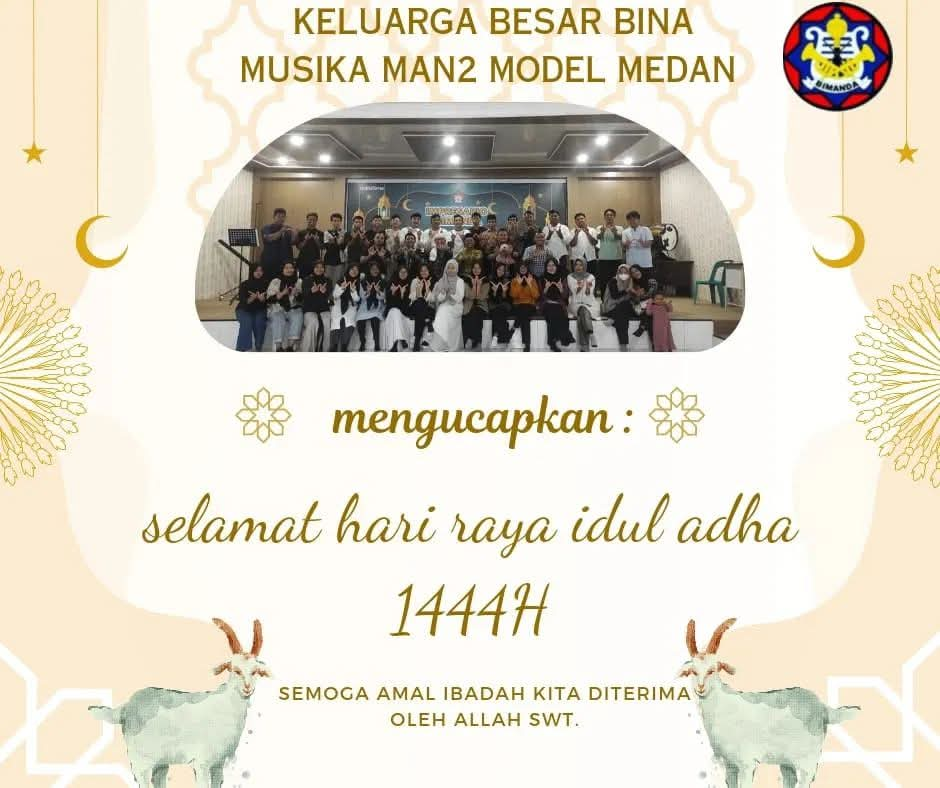 KELUARGA BESAR BINA
MUSIKA MAN2 MODEL MEDAN
BIMANDA
mengucapkan :
selamat hari raya idul adha
1444H
SEMOGA AMAL IBADAH KITA DITERIMA
OLEH ALLAH SWT.